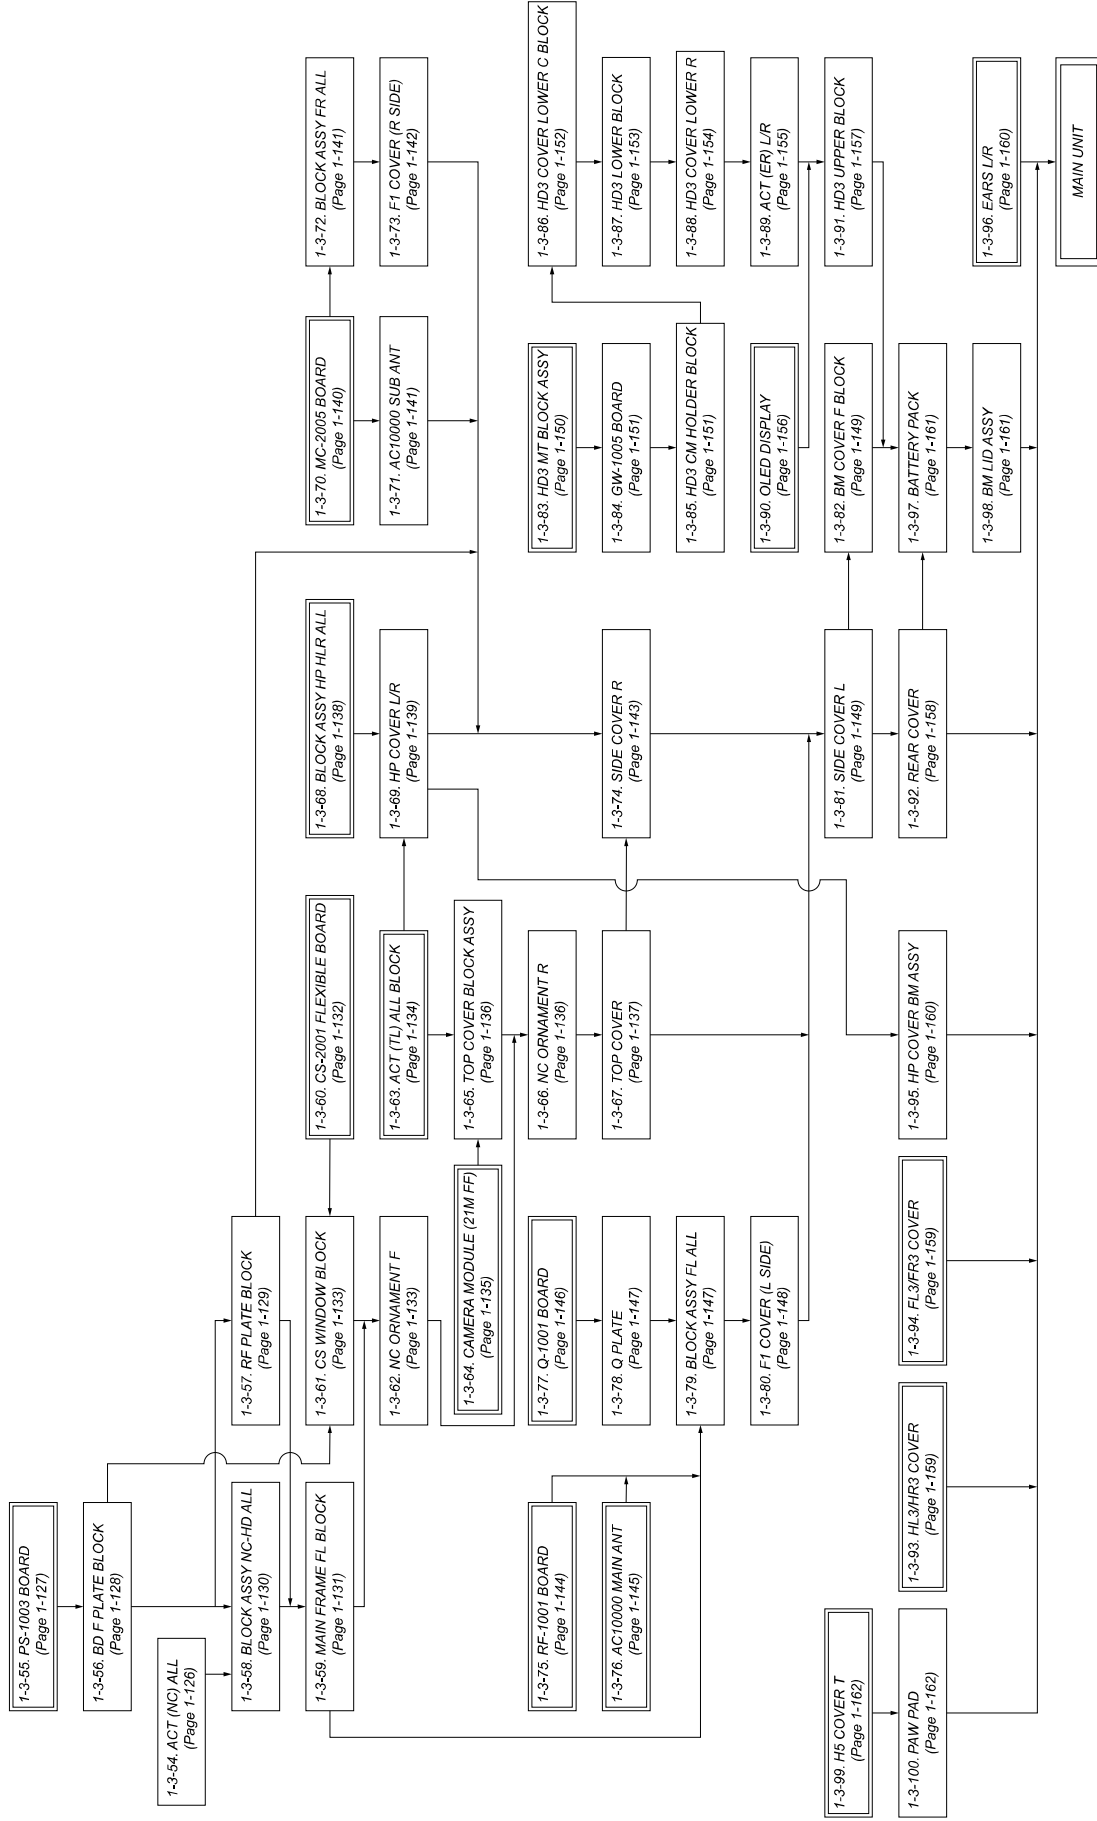 1-3-55. PS-1003 BOARD
(Page 1-127)
1-3-56. BD F PLATE BLOCK
(Page 1-128)
1-3-54. ACT (NC) ALL
(Page 1-126)
1-3-57. RF PLATE BLOCK
(Page 1-129)
1-3-58. BLOCK ASSY NC-HD ALL
(Page 1-130)
1-3-59. MAIN FRAME FL BLOCK
(Page 1-131)
1-3-60. CS-2001 FLEXIBLE BOARD
(Page 1-132)
1-3-61. CS WINDOW BLOCK
(Page 1-133)
1-3-62. NC ORNAMENT F
(Page 1-133)
1-3-63. ACT (TL) ALL BLOCK
(Page 1-134)
1-3-64. CAMERA MODULE (21M FF)
(Page 1-135)
1-3-65. TOP COVER BLOCK ASSY
(Page 1-136)
1-3-66. NC ORNAMENT R
(Page 1-136)
1-3-67. TOP COVER
(Page 1-137)
1-3-68. BLOCK ASSY HP HLR ALL
(Page 1-138)
1-3-69. HP COVER L/R
(Page 1-139)
1-3-70. MC-2005 BOARD
(Page 1-140)
1-3-71. AC10000 SUB ANT
(Page 1-141)
1-3-72. BLOCK ASSY FR ALL
(Page 1-141)
1-3-73. F1 COVER (R SIDE)
(Page 1-142)
1-3-74. SIDE COVER R
(Page 1-143)
1-3-75. RF-1001 BOARD
(Page 1-144)
1-3-76. AC10000 MAIN ANT
(Page 1-145)
1-3-77. Q-1001 BOARD
(Page 1-146)
1-3-78. Q PLATE
(Page 1-147)
1-3-79. BLOCK ASSY FL ALL
(Page 1-147)
1-3-80. F1 COVER (L SIDE)
(Page 1-148)
1-3-81. SIDE COVER L
(Page 1-149)
1-3-82. BM COVER F BLOCK
(Page 1-149)
1-3-83. HD3 MT BLOCK ASSY
(Page 1-150)
1-3-84. GW-1005 BOARD
(Page 1-151)
1-3-85. HD3 CM HOLDER BLOCK
(Page 1-151)
1-3-86. HD3 COVER LOWER C BLOCK
(Page 1-152)
1-3-87. HD3 LOWER BLOCK
(Page 1-153)
1-3-88. HD3 COVER LOWER R
(Page 1-154)
1-3-89. ACT (ER) L/R
(Page 1-155)
1-3-90. OLED DISPLAY
(Page 1-156)
1-3-91. HD3 UPPER BLOCK
(Page 1-157)
1-3-92. REAR COVER
(Page 1-158)
1-3-93. HL3/HR3 COVER
(Page 1-159)
1-3-94. FL3/FR3 COVER
(Page 1-159)
1-3-95. HP COVER BM ASSY
(Page 1-160)
1-3-96. EARS L/R
(Page 1-160)
1-3-97. BATTERY PACK
(Page 1-161)
1-3-98. BM LID ASSY
(Page 1-161)
1-3-99. H5 COVER T
(Page 1-162)
1-3-100. PAW PAD
(Page 1-162)
MAIN UNIT